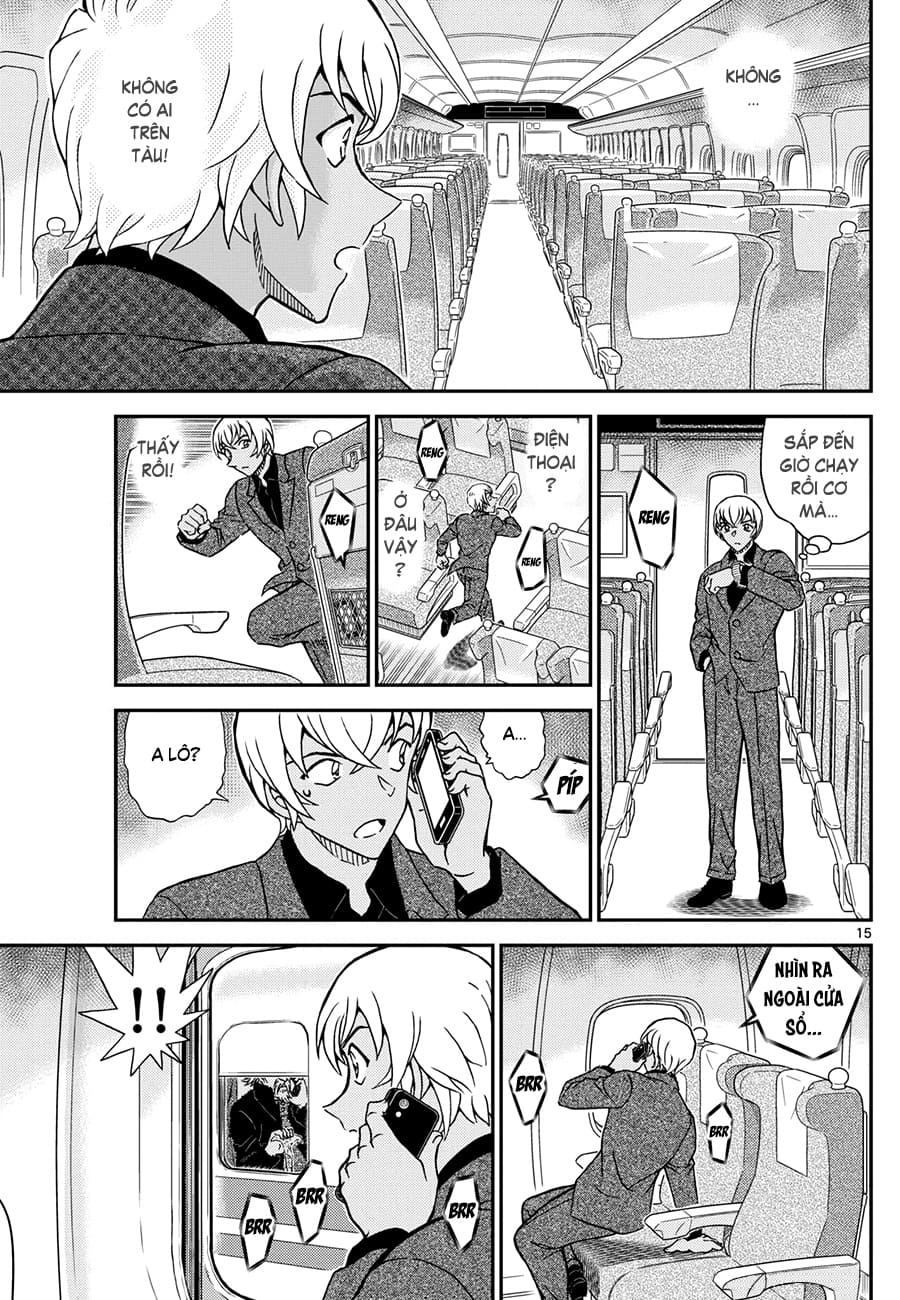 KHÔNG
...
KHÔNG
CÓ AI
TRÊN
TÀU!
SẮP ĐẾN
GIỜ CHẠY
RỒI CƠ
MÀ...
RENG
ĐIỆN
THOẠI
?
RENG
RENG
Ở
ĐÂU
VẬY
?
THẤY
RỒI!
RENG
PÍP
A...
A LÔ?
15
NHÌN RA
NGOÀI CỬA
SỔ...
BRR
BRR
!!
BRR
BRR
BRR